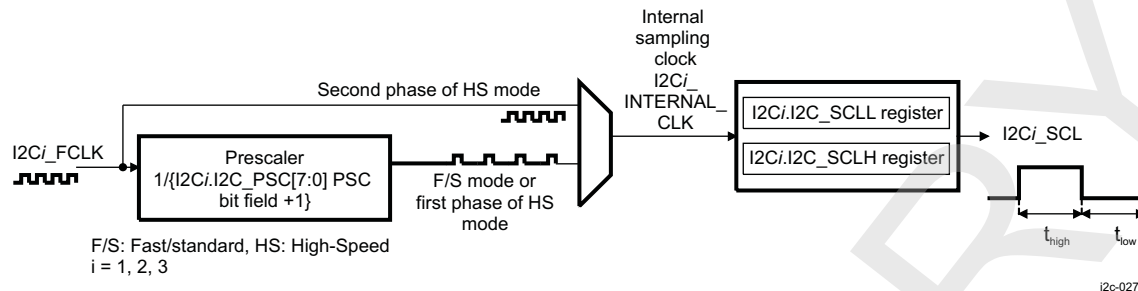 Internal
sampling
clock
I2Ci_
INTERNAL_
CLK
Second phase of HS mode
I2Ci_FCLK
Prescaler
1/{I2Ci.I2C_PSC[7:0] PSC
bit field +1}
F/S mode or
first phase of HS
mode
I2Ci.I2C_SCLL register
I2Ci.I2C_SCLH register
I2Ci_SCL
thigh
tlow
F/S: Fast/standard, HS: High-Speed
i = 1, 2, 3
i2c-027